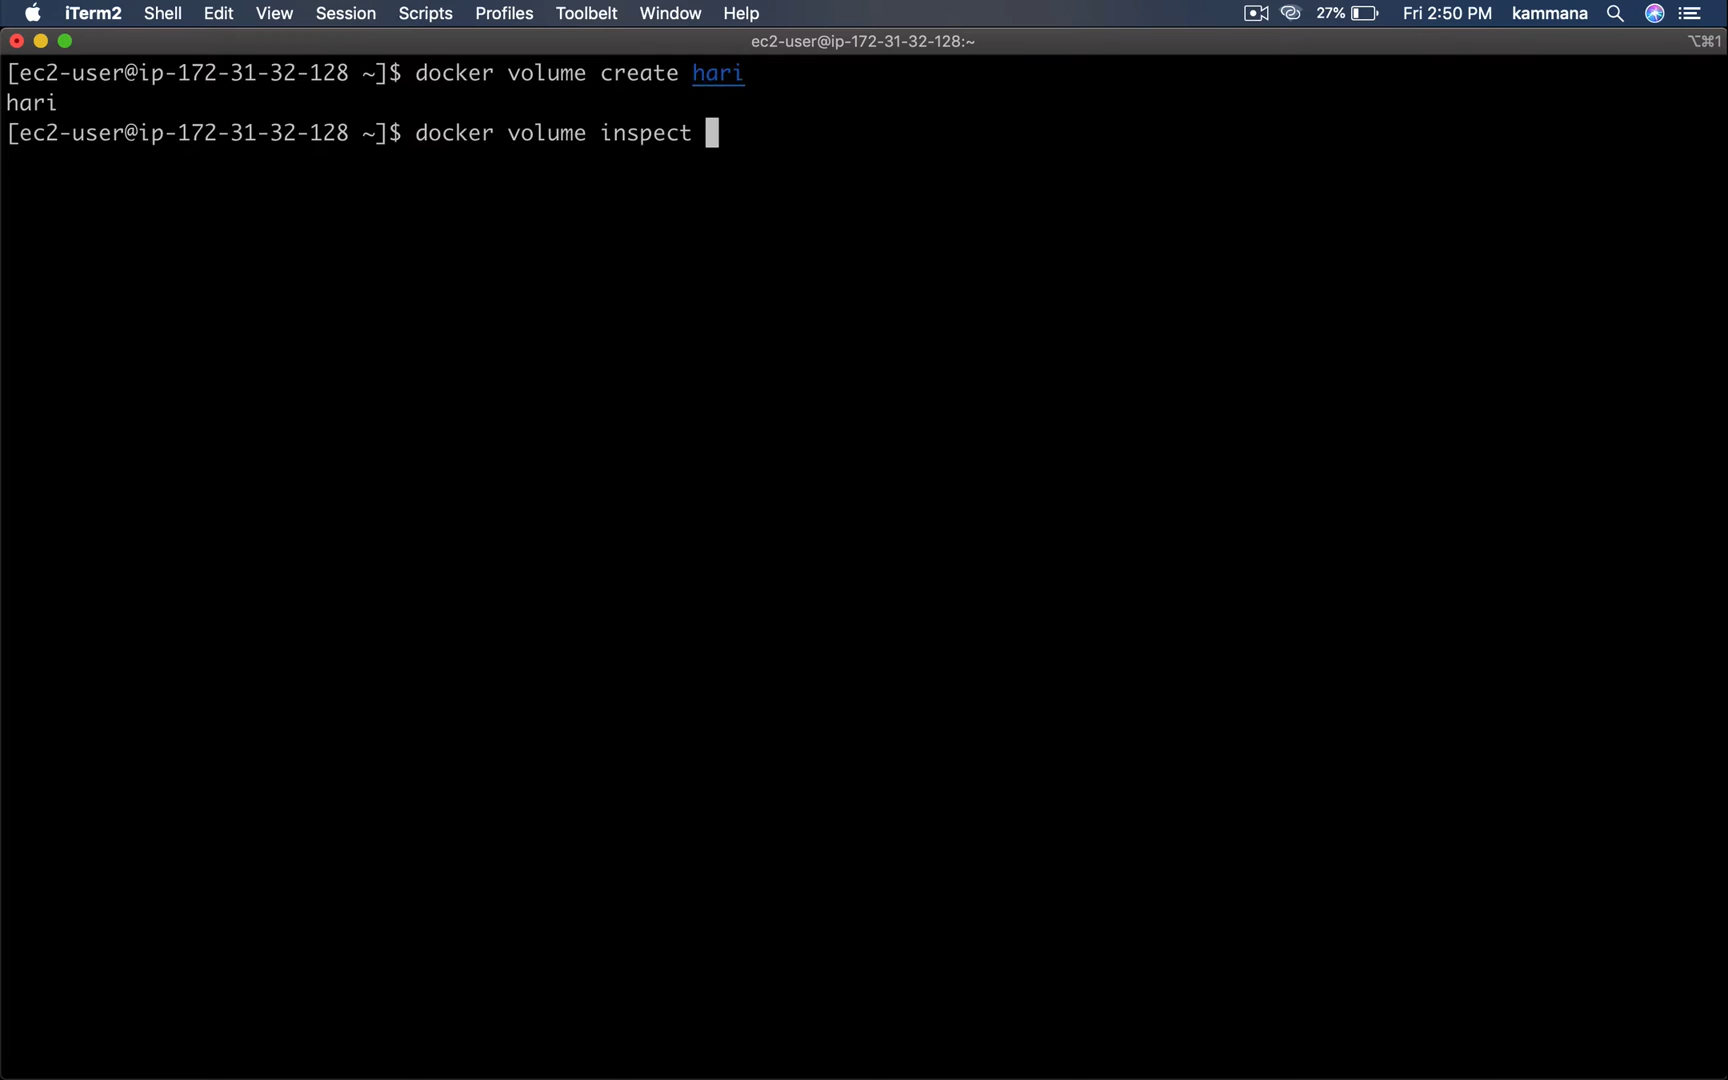 iTerm2 Shell Edit View Session Scripts Profiles Toolbelt Window Help 27% Fri 2:50 PM kammana
ec2-user@ip-172-31-32-128:~ ⌥⌘1
[ec2-user@ip-172-31-32-128 ~]$ docker volume create hari
hari
[ec2-user@ip-172-31-32-128 ~]$ docker volume inspect